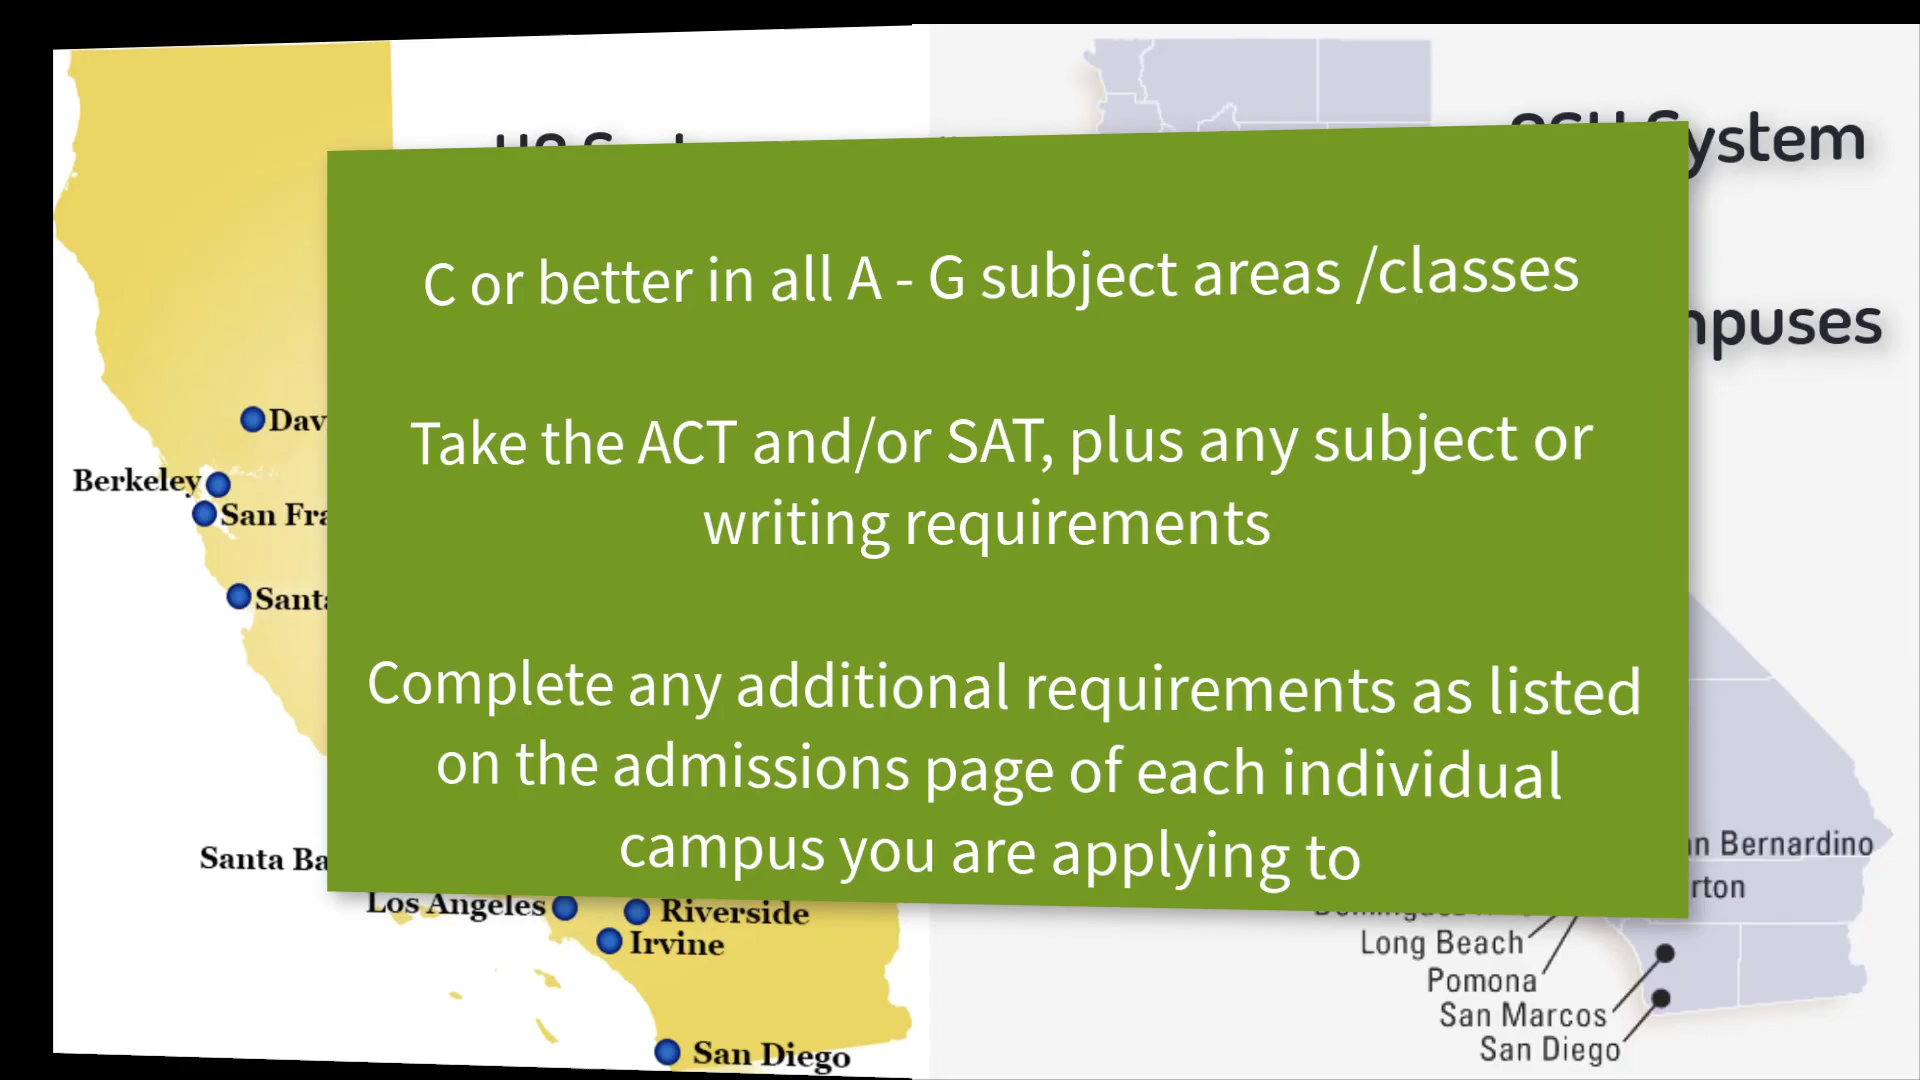 System
C or better in all A - G subject areas /classes
Take the ACT and/or SAT, plus any subject or
writing requirements
Complete any additional requirements as listed
on the admissions page of each individual
campus you are applying to
Berkeley
Los Angeles
Riverside
Irvine
San Diego
Bernardino
Long Beach
Pomona
San Marcos
San Diego